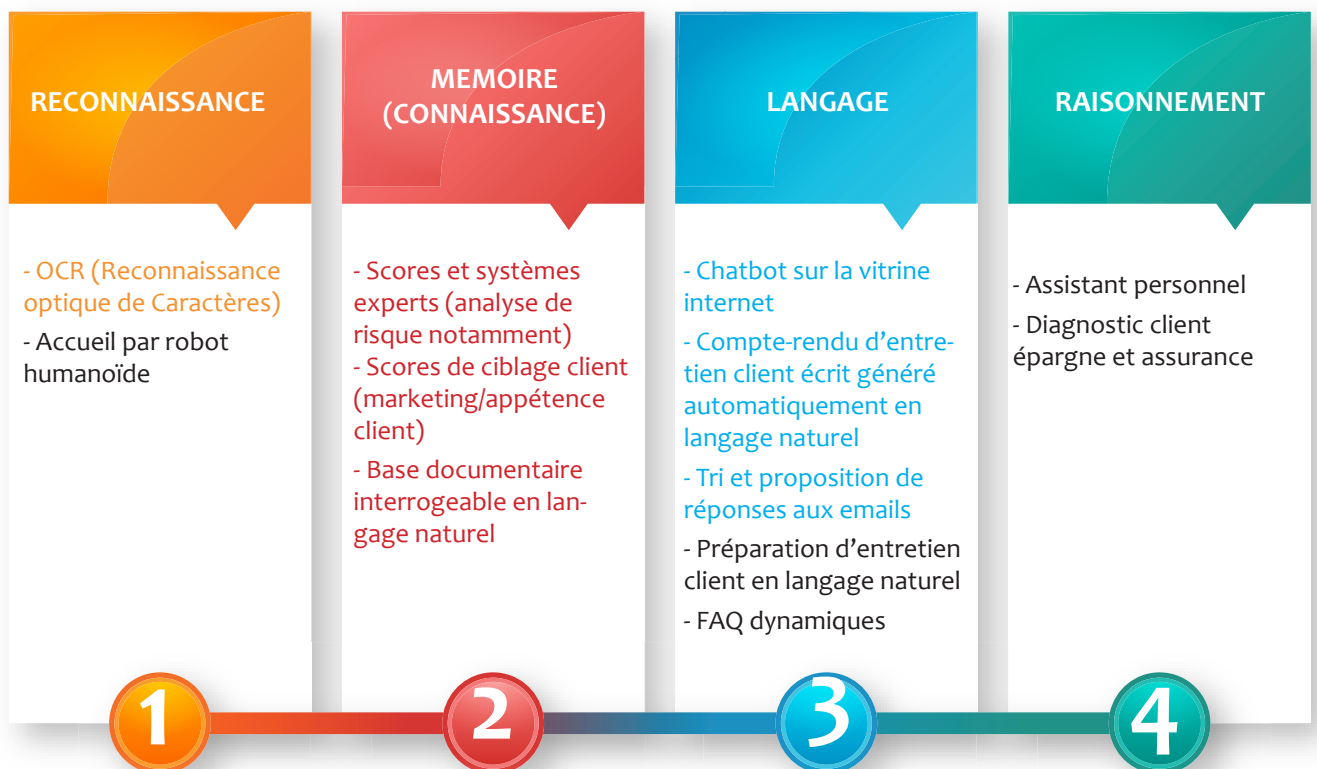 RECONNAISSANCE
- OCR (Reconnaissance
optique de Caractères)
- Accueil par robot
humanoïde
1
MEMOIRE
(CONNAISSANCE)
- Scores et systèmes
experts (analyse de
risque notamment)
- Scores de ciblage client
(marketing/appétence
client)
- Base documentaire
interrogeable en lan-
gage naturel
2
LANGAGE
- Chatbot sur la vitrine
internet
- Compte-rendu d’entre-
tien client écrit généré
automatiquement en
langage naturel
- Tri et proposition de
réponses aux emails
- Préparation d’entretien
client en langage naturel
- FAQ dynamiques
3
RAISONNEMENT
- Assistant personnel
- Diagnostic client
épargne et assurance
4